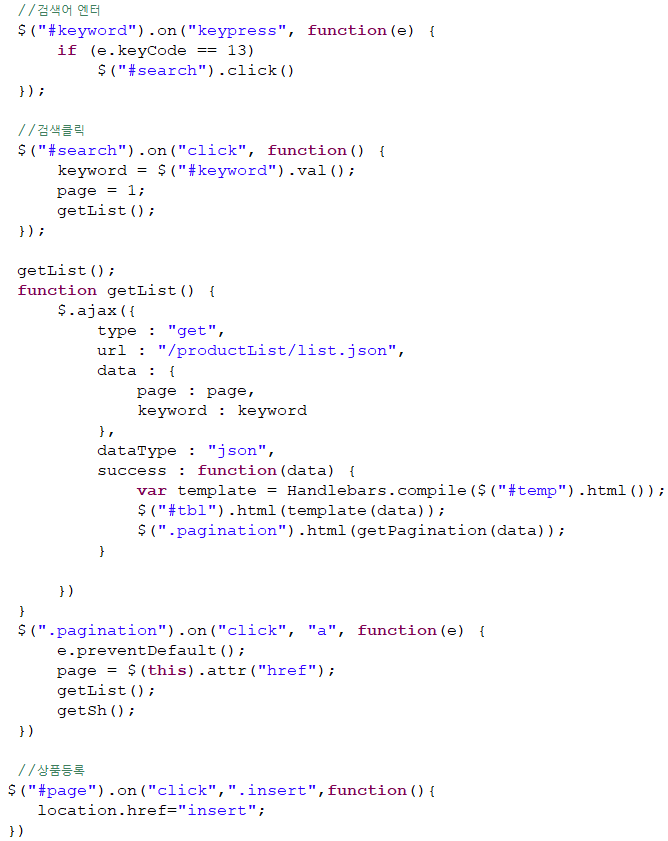 //검색어 엔터
$("#keyword").on("keypress", function(e) {
    if (e.keyCode == 13)
        $("#search").click()
});

//검색클릭
$("#search").on("click", function() {
    keyword = $("#keyword").val();
    page = 1;
    getList();
});

getList();
function getList() {
    $.ajax({
        type : "get",
        url : "/productList/list.json",
        data : {
            page : page,
            keyword : keyword
        },
        dataType : "json",
        success : function(data) {
            var template = Handlebars.compile($("#temp").html());
            $("#tbl").html(template(data));
            $(".pagination").html(getPagination(data));
        }

    })
}
$(".pagination").on("click", "a", function(e) {
    e.preventDefault();
    page = $(this).attr("href");
    getList();
    getSh();
})

//상품등록
$("#page").on("click",".insert",function(){
   location.href="insert";
})